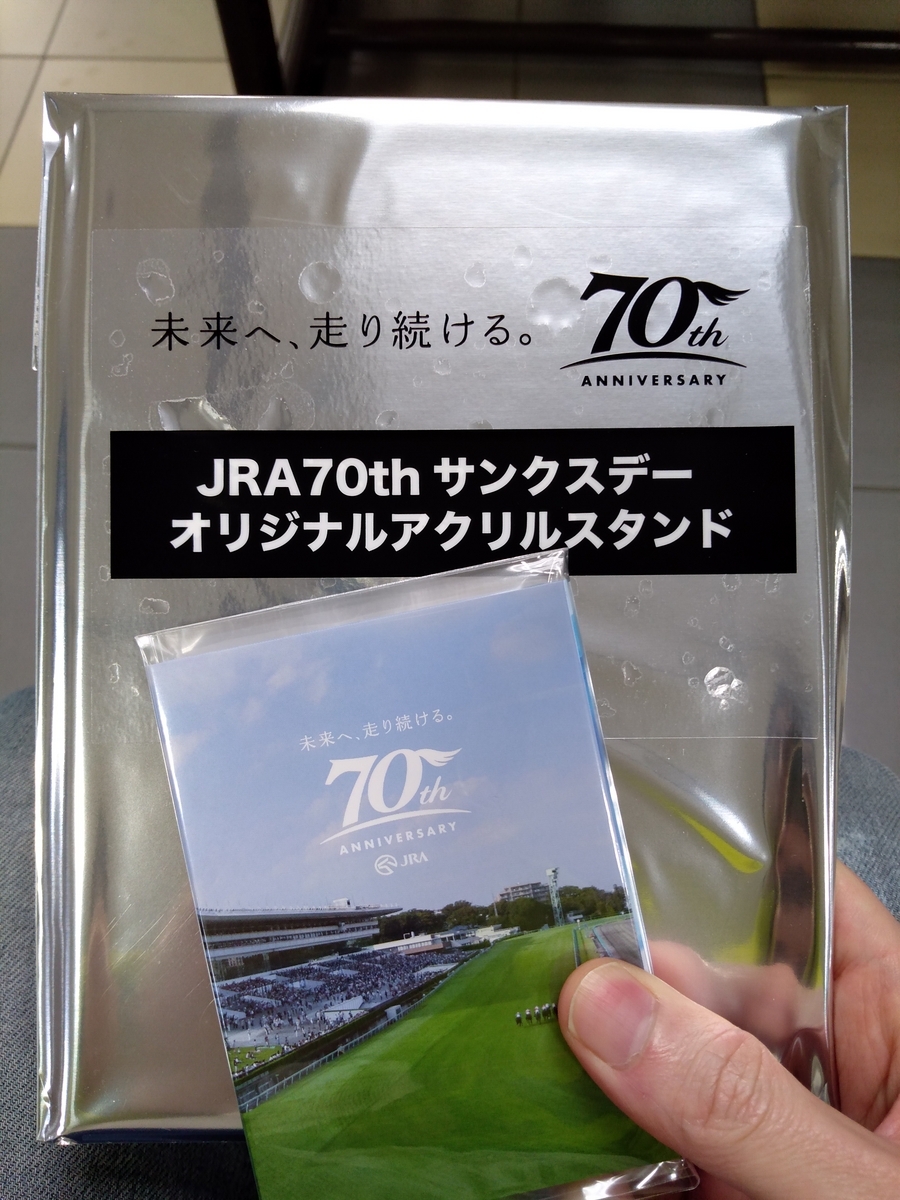 未来へ、走り続ける。
70th
ANNIVERSARY
JRA70th サンクスデー
オリジナルアクリルスタンド
未来へ、走り続ける。
70th
ANNIVERSARY
JRA